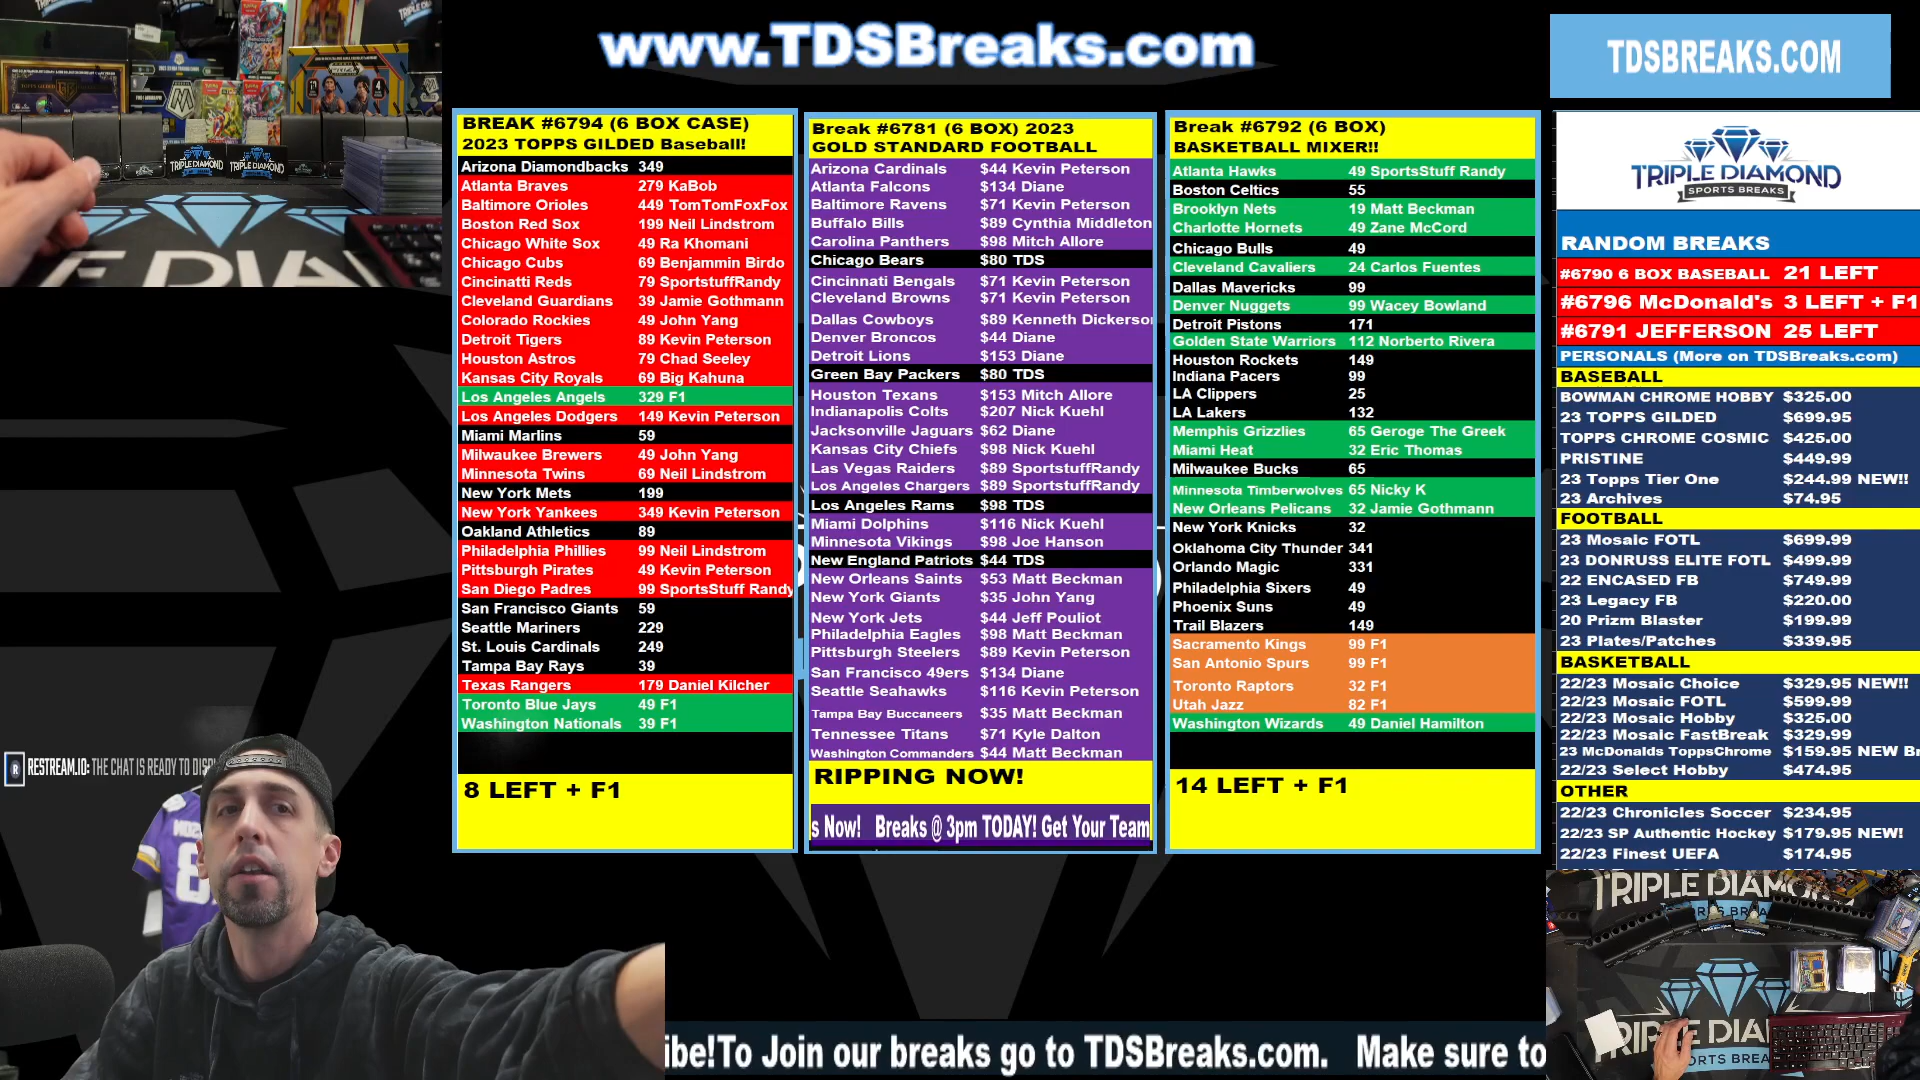 www.TDSBreaks.com
TDSBREAKS.COM
BREAK #6794 (6 BOX CASE)
2023 TOPPS GILDED Baseball!
Arizona Diamondbacks 349
Atlanta Braves 279 KaBob
Baltimore Orioles 449 TomTomFoxFox
Boston Red Sox 199 Neil Lindstrom
Chicago White Sox 49 Ra Khomani
Chicago Cubs 69 Benjammin Birdo
Cincinatti Reds 79 SportstuffRandy
Cleveland Guardians 39 Jamie Gothmann
Colorado Rockies 49 John Yang
Detroit Tigers 89 Kevin Peterson
Houston Astros 79 Chad Seeley
Kansas City Royals 69 Big Kahuna
Los Angeles Angels 329 F1
Los Angeles Dodgers 149 Kevin Peterson
Miami Marlins 59
Milwaukee Brewers 49 John Yang
Minnesota Twins 69 Neil Lindstrom
New York Mets 199
New York Yankees 349 Kevin Peterson
Oakland Athletics 89
Philadelphia Phillies 99 Neil Lindstrom
Pittsburgh Pirates 49 Kevin Peterson
San Diego Padres 99 SportsStuff Randy
San Francisco Giants 59
Seattle Mariners 229
St. Louis Cardinals 249
Tampa Bay Rays 39
Texas Rangers 179 Daniel Kilcher
Toronto Blue Jays 49 F1
Washington Nationals 39 F1
8 LEFT + F1
Break #6781 (6 BOX) 2023
GOLD STANDARD FOOTBALL
Arizona Cardinals $44 Kevin Peterson
Atlanta Falcons $134 Diane
Baltimore Ravens $71 Kevin Peterson
Buffalo Bills $89 Cynthia Middleton
Carolina Panthers $98 Mitch Allore
Chicago Bears $80 TDS
Cincinnati Bengals $71 Kevin Peterson
Cleveland Browns $71 Kevin Peterson
Dallas Cowboys $89 Kenneth Dickerson
Denver Broncos $44 Diane
Detroit Lions $153 Diane
Green Bay Packers $80 TDS
Houston Texans $153 Mitch Allore
Indianapolis Colts $207 Nick Kuehl
Jacksonville Jaguars $62 Diane
Kansas City Chiefs $98 Nick Kuehl
Las Vegas Raiders $89 SportstuffRandy
Los Angeles Chargers $89 SportstuffRandy
Los Angeles Rams $98 TDS
Miami Dolphins $116 Nick Kuehl
Minnesota Vikings $98 Joe Hanson
New England Patriots $44 TDS
New Orleans Saints $53 Matt Beckman
New York Giants $35 John Yang
New York Jets $44 Jeff Pouliot
Philadelphia Eagles $98 Matt Beckman
Pittsburgh Steelers $89 Kevin Peterson
San Francisco 49ers $134 Diane
Seattle Seahawks $116 Kevin Peterson
Tampa Bay Buccaneers $35 Matt Beckman
Tennessee Titans $71 Kyle Dalton
Washington Commanders $44 Matt Beckman
RIPPING NOW!
s Now! Breaks @ 3pm TODAY! Get Your Team
Break #6792 (6 BOX)
BASKETBALL MIXER!!
Atlanta Hawks 49 SportsStuff Randy
Boston Celtics 55
Brooklyn Nets 19 Matt Beckman
Charlotte Hornets 49 Zane McCord
Chicago Bulls 49
Cleveland Cavaliers 24 Carlos Fuentes
Dallas Mavericks 99
Denver Nuggets 99 Wacey Bowland
Detroit Pistons 171
Golden State Warriors 112 Norberto Rivera
Houston Rockets 149
Indiana Pacers 99
LA Clippers 25
LA Lakers 132
Memphis Grizzlies 65 Geroge The Greek
Miami Heat 32 Eric Thomas
Milwaukee Bucks 65
Minnesota Timberwolves 65 Nicky K
New Orleans Pelicans 32 Jamie Gothmann
New York Knicks 32
Oklahoma City Thunder 341
Orlando Magic 331
Philadelphia Sixers 49
Phoenix Suns 49
Trail Blazers 149
Sacramento Kings 99 F1
San Antonio Spurs 99 F1
Toronto Raptors 32 F1
Utah Jazz 82 F1
Washington Wizards 49 Daniel Hamilton
14 LEFT + F1
TRIPLE DIAMOND
SPORTS BREAKS
RANDOM BREAKS
#6790 6 BOX BASEBALL 21 LEFT
#6796 McDonald's 3 LEFT + F1
#6791 JEFFERSON 25 LEFT
PERSONALS (More on TDSBreaks.com)
BASEBALL
BOWMAN CHROME HOBBY $325.00
23 TOPPS GILDED $699.95
TOPPS CHROME COSMIC $425.00
PRISTINE $449.99
23 Topps Tier One $244.99 NEW!!
23 Archives $74.95
FOOTBALL
23 Mosaic FOTL $699.99
23 DONRUSS ELITE FOTL $499.99
22 ENCASED FB $749.99
23 Legacy FB $220.00
20 Prizm Blaster $199.99
23 Plates/Patches $339.95
BASKETBALL
22/23 Mosaic Choice $329.95 NEW!!
22/23 Mosaic FOTL $599.99
22/23 Mosaic Hobby $325.00
22/23 Mosaic FastBreak $329.99
23 McDonalds ToppsChrome $159.95 NEW Br
22/23 Select Hobby $474.95
OTHER
22/23 Chronicles Soccer $234.95
22/23 SP Authentic Hockey $179.95 NEW!
22/23 Finest UEFA $174.95
RESTREAM.IO: THE CHAT IS READY TO DISP
TRIPLE DIAMOND
TRIPLE DIAMOND
TRIPLE DIAMO
TRIPLE DIA
ORTS BREA
ibe!To Join our breaks go to TDSBreaks.com. Make sure to